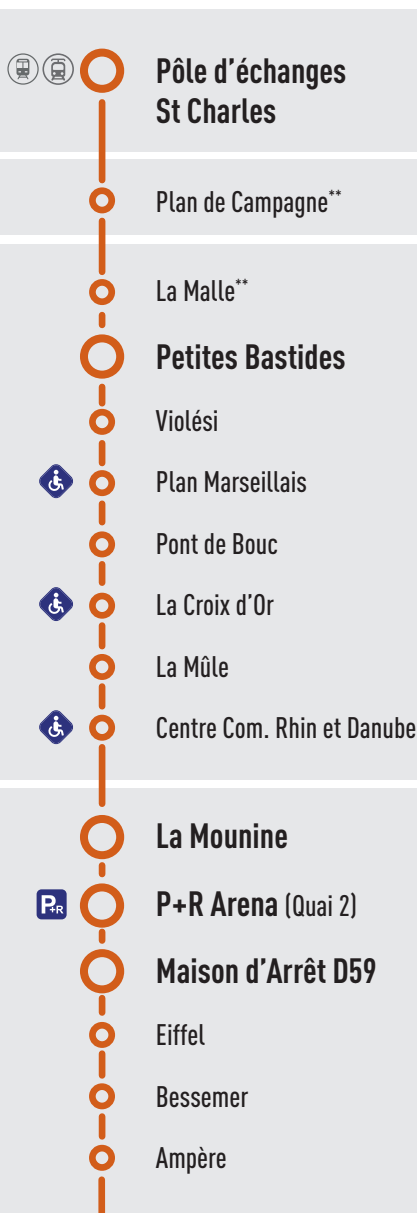 Pôle d'échanges
St Charles
Plan de Campagne**
La Malle**
Petites Bastides
Violési
Plan Marseillais
Pont de Bouc
La Croix d'Or
La Mûle
Centre Com. Rhin et Danube
La Mounine
P+R P+R Arena (Quai 2)
Maison d'Arrêt D59
Eiffel
Bessemer
Ampère